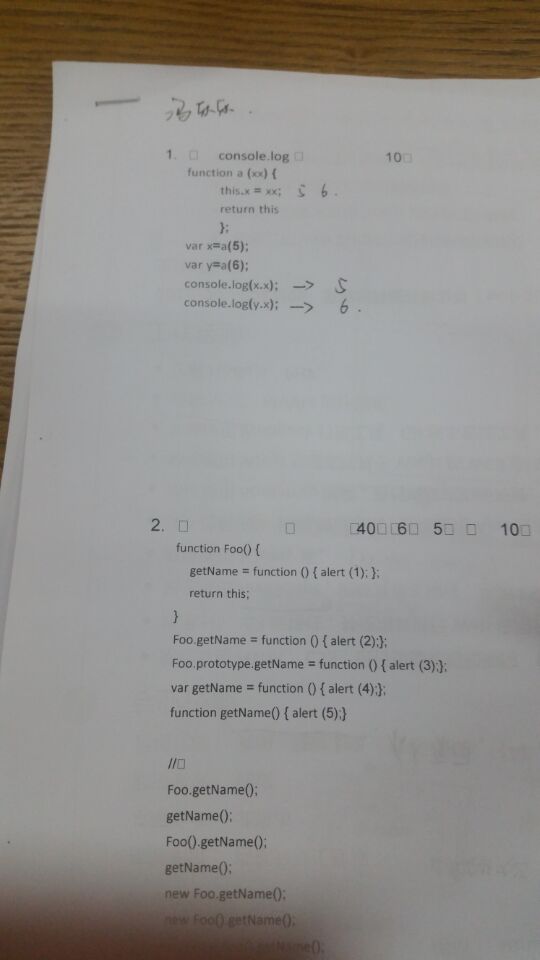 1. □ console.log □ 10□
function a (xx) {
this.x = xx; 5 6 .
return this
};
var x=a(5);
var y=a(6);
console.log(x.x); —> 5
console.log(y.x); —> 6 .
2. □ □ □40□□6□ 5□ □ 10□
function Foo() {
getName = function () { alert (1); };
return this;
}
Foo.getName = function () { alert (2);};
Foo.prototype.getName = function () { alert (3);};
var getName = function () { alert (4);};
function getName() { alert (5);}
//□
Foo.getName();
getName();
Foo().getName();
getName();
new Foo.getName();
new Foo().getName();
getName();